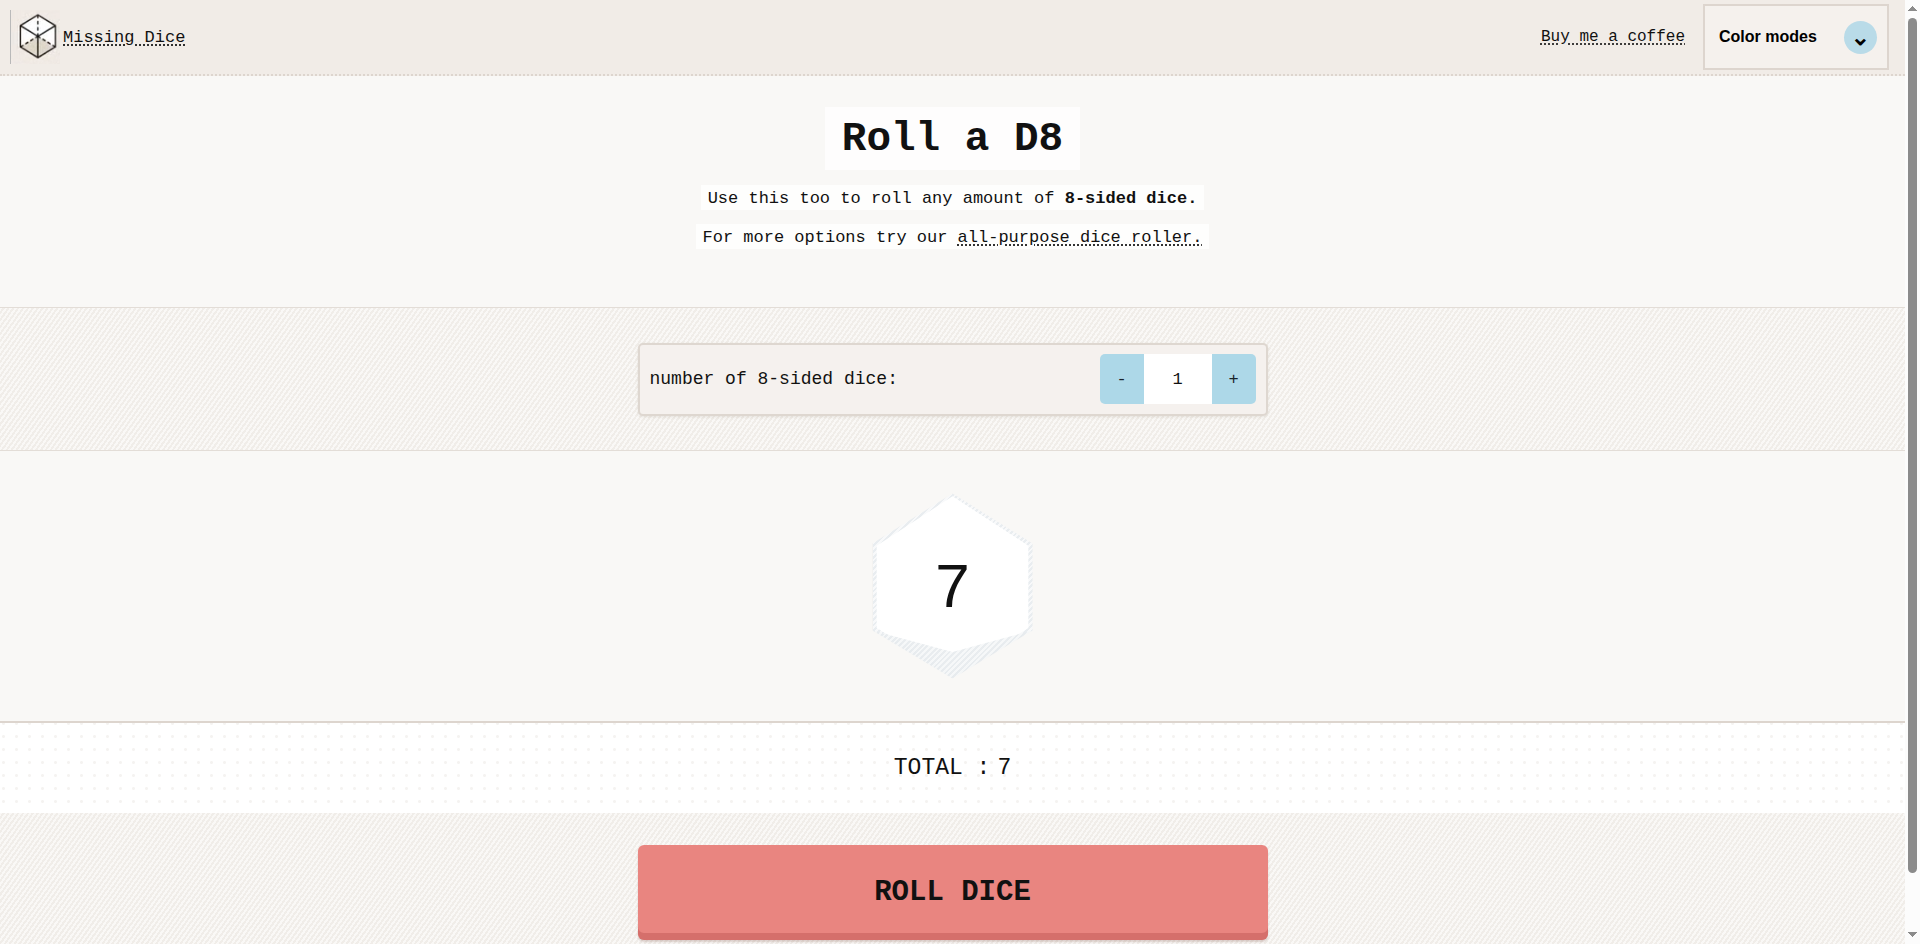 Missing Dice
Buy me a coffee
Color modes
Roll a D8
Use this too to roll any amount of 8-sided dice.
For more options try our all-purpose dice roller.
number of 8-sided dice:
- 1 +
7
TOTAL : 7
ROLL DICE